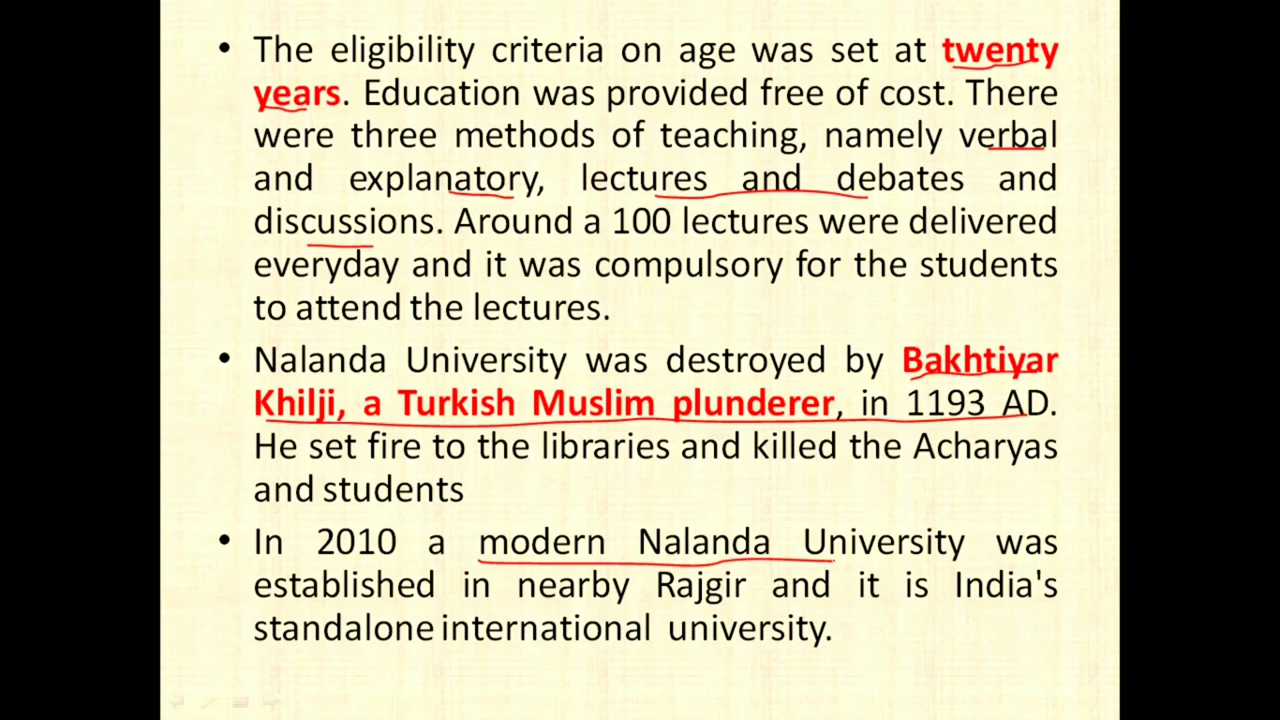 • The eligibility criteria on age was set at twenty
years. Education was provided free of cost. There
were three methods of teaching, namely verbal
and explanatory, lectures and debates and
discussions. Around a 100 lectures were delivered
everyday and it was compulsory for the students
to attend the lectures.
• Nalanda University was destroyed by Bakhtiyar
Khilji, a Turkish Muslim plunderer, in 1193 AD.
He set fire to the libraries and killed the Acharyas
and students
• In 2010 a modern Nalanda University was
established in nearby Rajgir and it is India's
standalone international university.